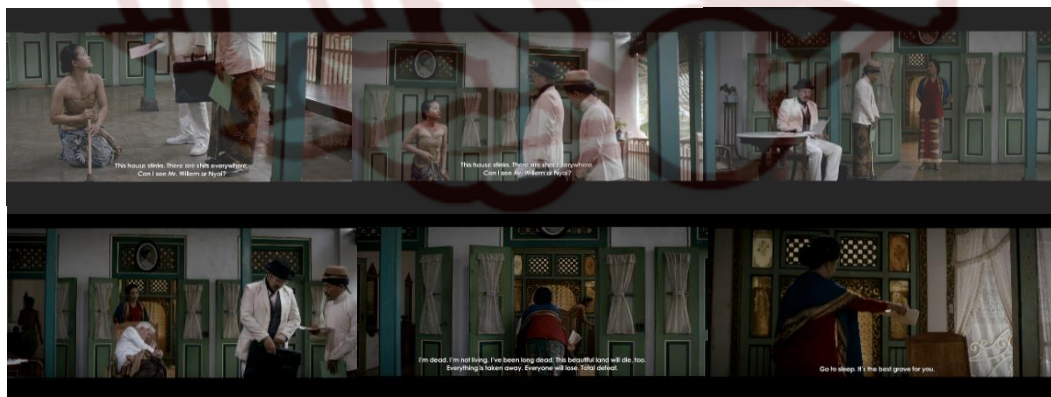 This house stinks. There are shits everywhere.
Can I see Mr. Willem or Nyai?
This house stinks. There are shits everywhere.
Can I see Mr. Willem or Nyai?
I'm dead. I'm not living. I've been long dead. This beautiful land will die, too.
Everything is taken away. Everyone will lose. Total defeat.
Go to sleep. It's the best grave for you.